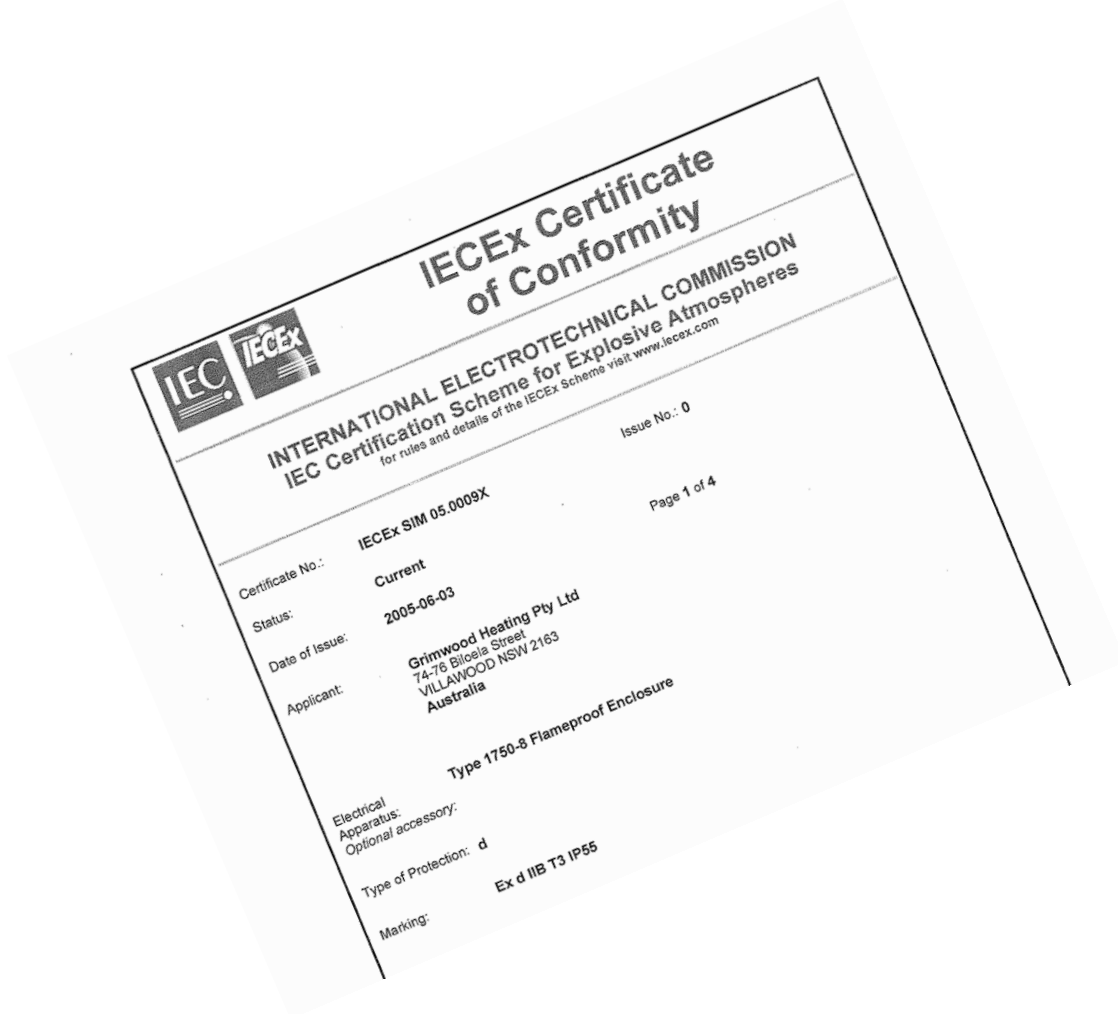 IECEx Certificate
of Conformity
IEC
IECEx
INTERNATIONAL ELECTROTECHNICAL COMMISSION
IEC Certification Scheme for Explosive Atmospheres
for rules and details of the IECEx Scheme visit www.iecex.com
Certificate No.: IECEx SIM 05.0009X Issue No.: 0
Status: Current
Date of Issue: 2005-06-03 Page 1 of 4
Applicant: Grimwood Heating Pty Ltd
74-76 Biloela Street
VILLAWOOD NSW 2163
Australia
Electrical
Apparatus: Type 1750-8 Flameproof Enclosure
Optional accessory:
Type of Protection: d
Marking: Ex d IIB T3 IP55